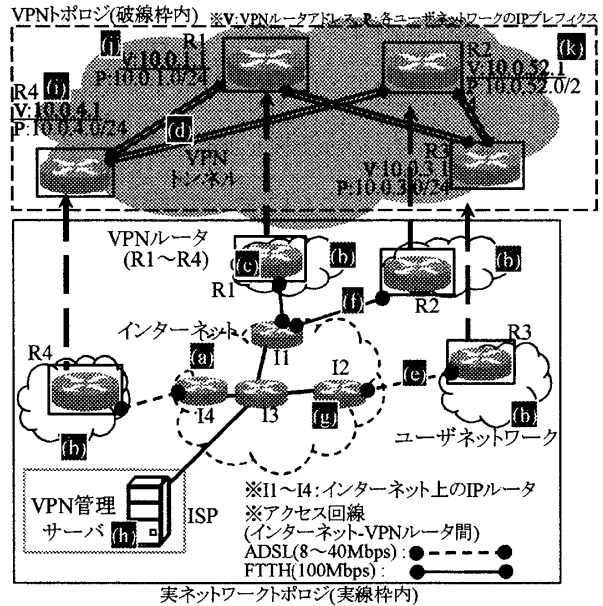 VPNトポロジ(破線枠内) ※V:VPNルータアドレス P: 各ユーザネットワークのIPプレフィクス
(j) R1
V:10.0.1.1
P:10.0.1.0/24
R2 (k)
V:10.0.52.1
P:10.0.52.0/2
4
R4 (i)
V:10.0.4.1
P:10.0.4.0/24
(d)
VPN
トンネル
R3
V:10.0.3.1
P:10.0.3.0/24
VPNルータ
(R1～R4)
(c) (b)
R1
(b)
R2
(f)
インターネット
I1
R4
(a)
I4
I3
I2
(g)
(e)
R3
(b)
(b)
ユーザネットワーク
VPN管理
サーバ (h)
ISP
※I1～I4:インターネット上のIPルータ
※アクセス回線
(インターネット-VPNルータ間)
ADSL(8～40Mbps) :
FTTH(100Mbps) :
実ネットワークトポロジ(実線枠内)